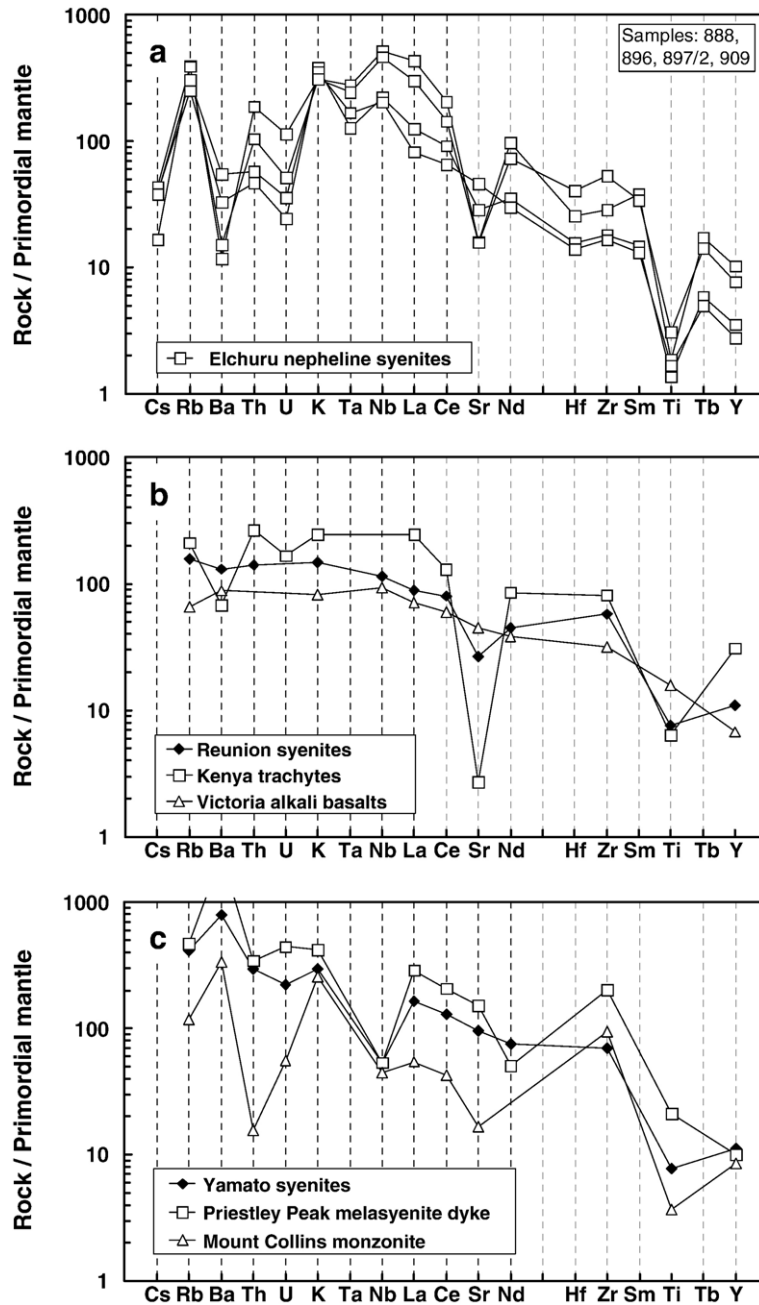 1000
a
Samples: 888,
896, 897/2, 909
100
10
1
Rock / Primordial mantle
Elchuru nepheline syenites
Cs Rb Ba Th U K Ta Nb La Ce Sr Nd Hf Zr Sm Ti Tb Y
1000
b
100
10
1
Rock / Primordial mantle
Reunion syenites
Kenya trachytes
Victoria alkali basalts
Cs Rb Ba Th U K Ta Nb La Ce Sr Nd Hf Zr Sm Ti Tb Y
1000
c
100
10
1
Rock / Primordial mantle
Yamato syenites
Priestley Peak melasyenite dyke
Mount Collins monzonite
Cs Rb Ba Th U K Ta Nb La Ce Sr Nd Hf Zr Sm Ti Tb Y